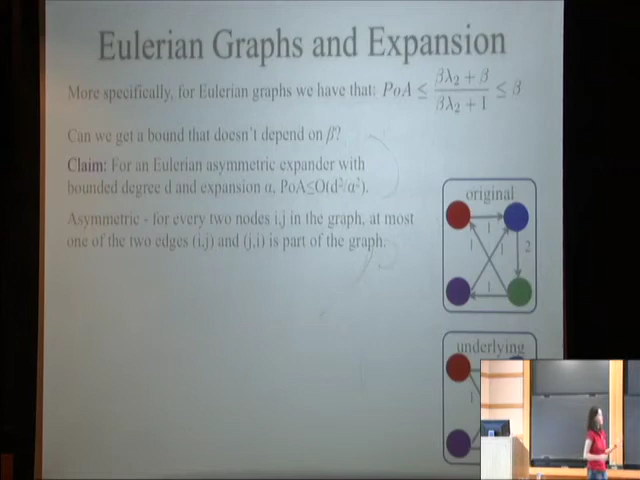 Eulerian Graphs and Expansion
More specifically, for Eulerian graphs we have that: PoA ≤ (βλ₂ + β)/(βλ₂ + 1) ≤ β
Can we get a bound that doesn't depend on β?
Claim: For an Eulerian asymmetric expander with
bounded degree d and expansion α, PoA≤O(d²/α²).
Asymmetric - for every two nodes i,j in the graph, at most
one of the two edges (i,j) and (j,i) is part of the graph.
original
1
1
1
2
1
underlying
1